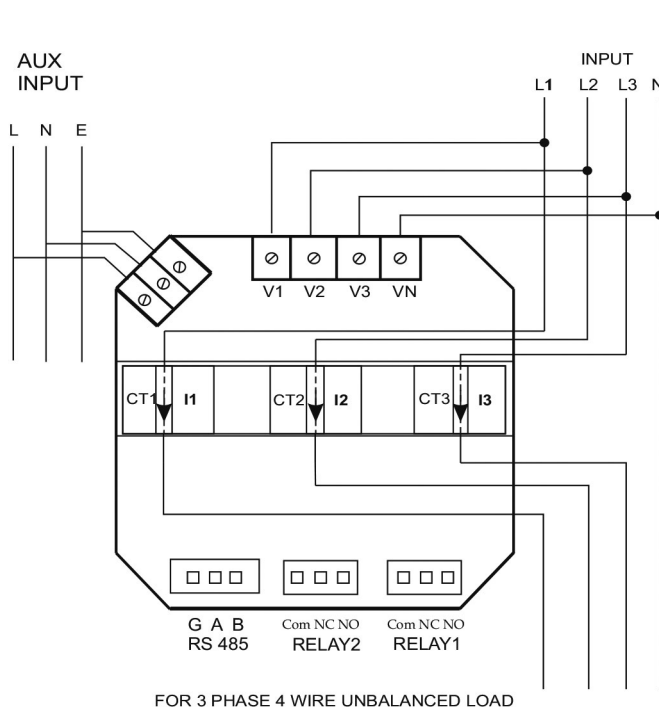 AUX
INPUT
INPUT
L1 L2 L3 N
L N E
V1 V2 V3 VN
CT1 I1 CT2 I2 CT3 I3
G A B
RS 485
Com NC NO
RELAY2
Com NC NO
RELAY1
FOR 3 PHASE 4 WIRE UNBALANCED LOAD